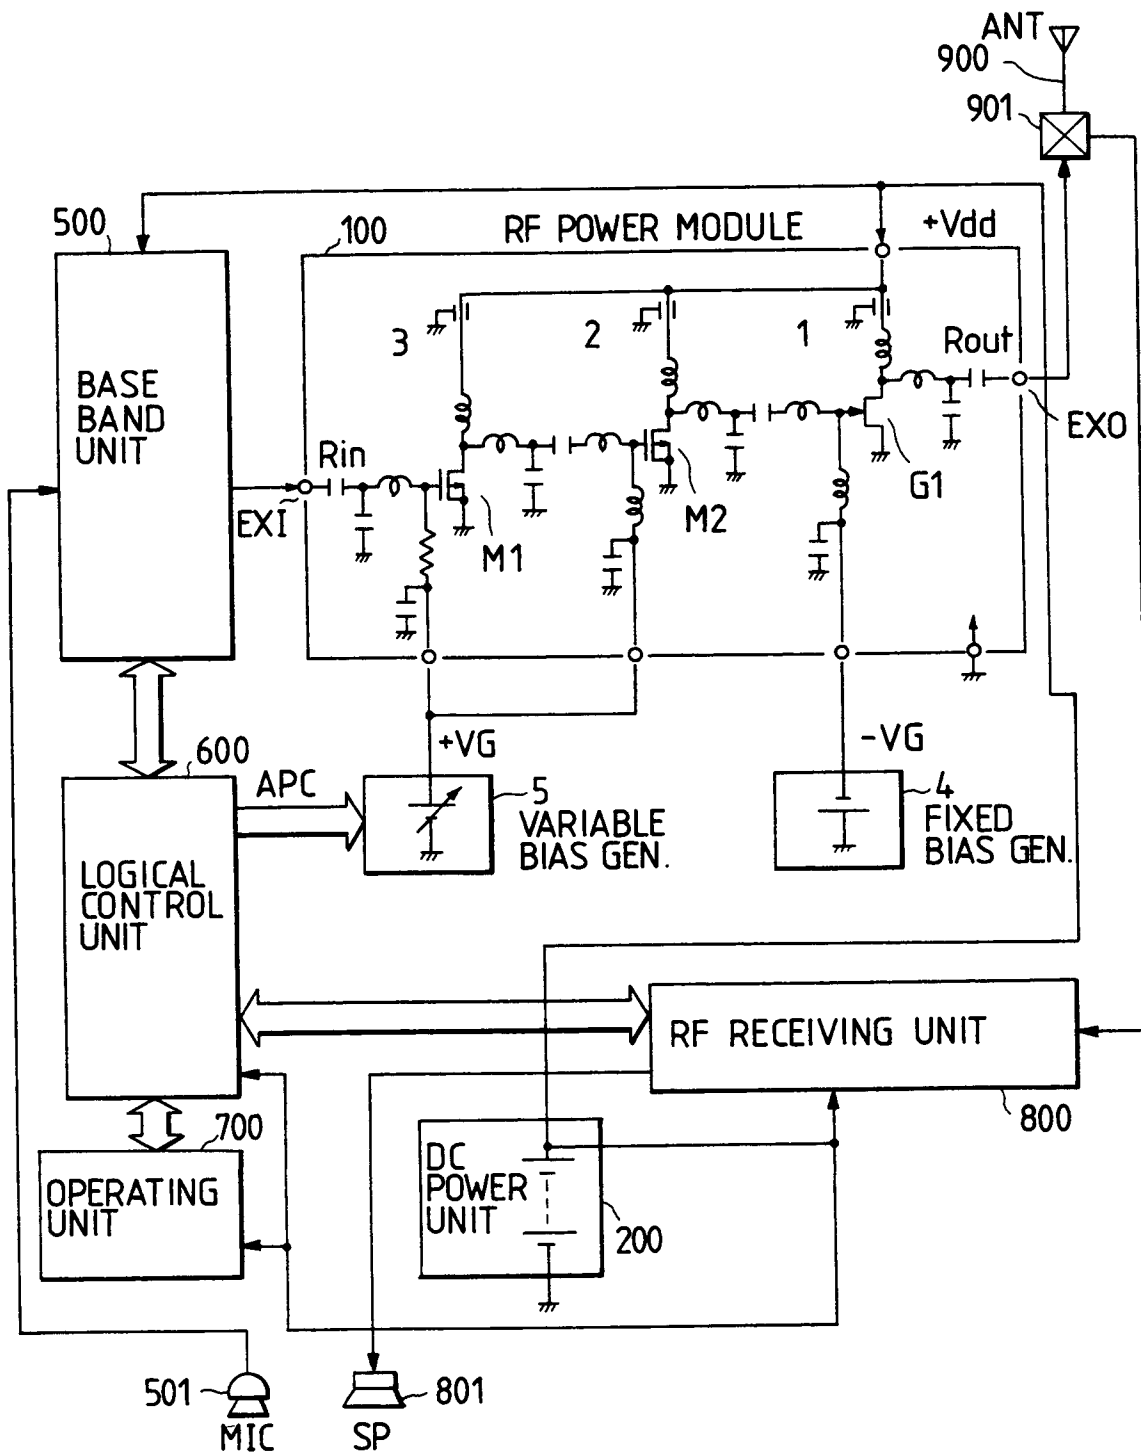 ANT
900
901
500
100
RF POWER MODULE
+Vdd
3
2
1
Rout
BASE
BAND
UNIT
Rin
EXI
EXO
M1
M2
G1
600
+VG
-VG
APC
5
VARIABLE
BIAS GEN.
4
FIXED
BIAS GEN.
LOGICAL
CONTROL
UNIT
RF RECEIVING UNIT
800
700
OPERATING
UNIT
DC
POWER
UNIT
200
501
MIC
801
SP